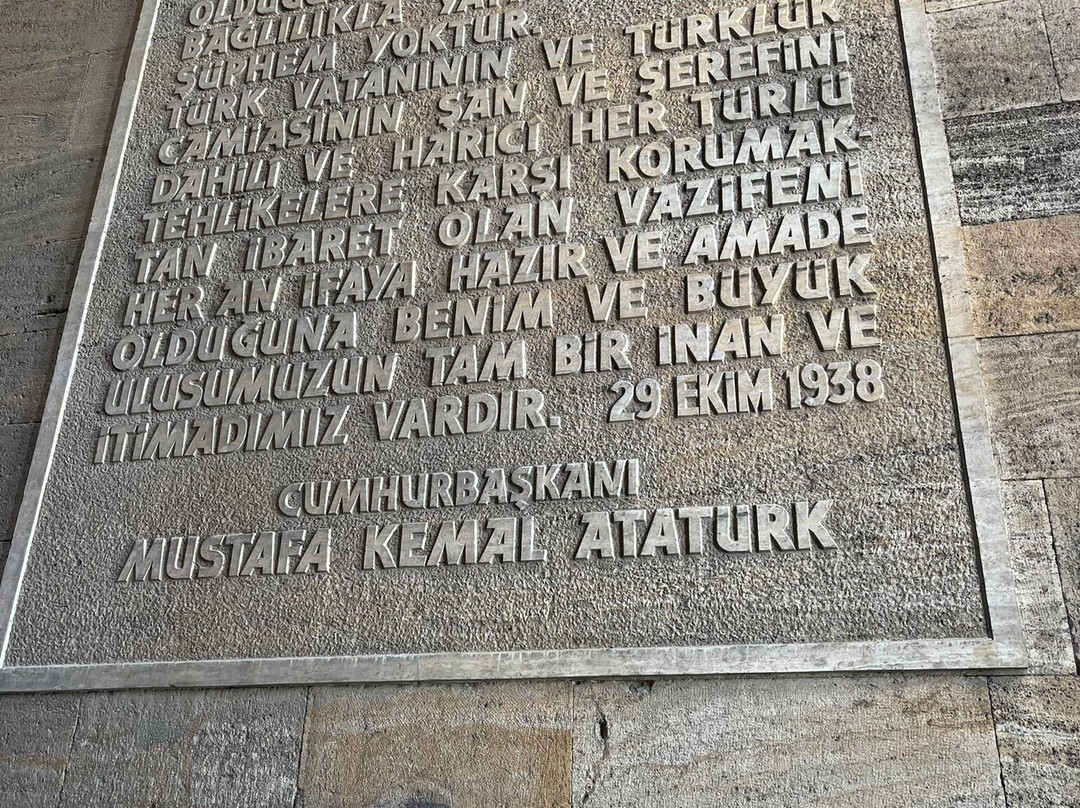 BAĞLILIKLA
ŞÜPHEM YOKTUR.
TÜRK VATANININ VE TÜRKLÜK
CAMİASININ ŞAN VE ŞEREFİNİ
DAHİLİ VE HARİCÎ HER TÜRLÜ
TEHLİKELERE KARŞI KORUMAK-
TAN İBARET OLAN VAZİFENİ
HER AN İFAYA HAZIR VE AMADE
OLDUĞUNA BENİM VE BÜYÜK
ULUSUMUZUN TAM BİR İNAN VE
İTİMADIMIZ VARDIR. 29 EKİM 1938
CUMHURBAŞKANI
MUSTAFA KEMAL ATATÜRK